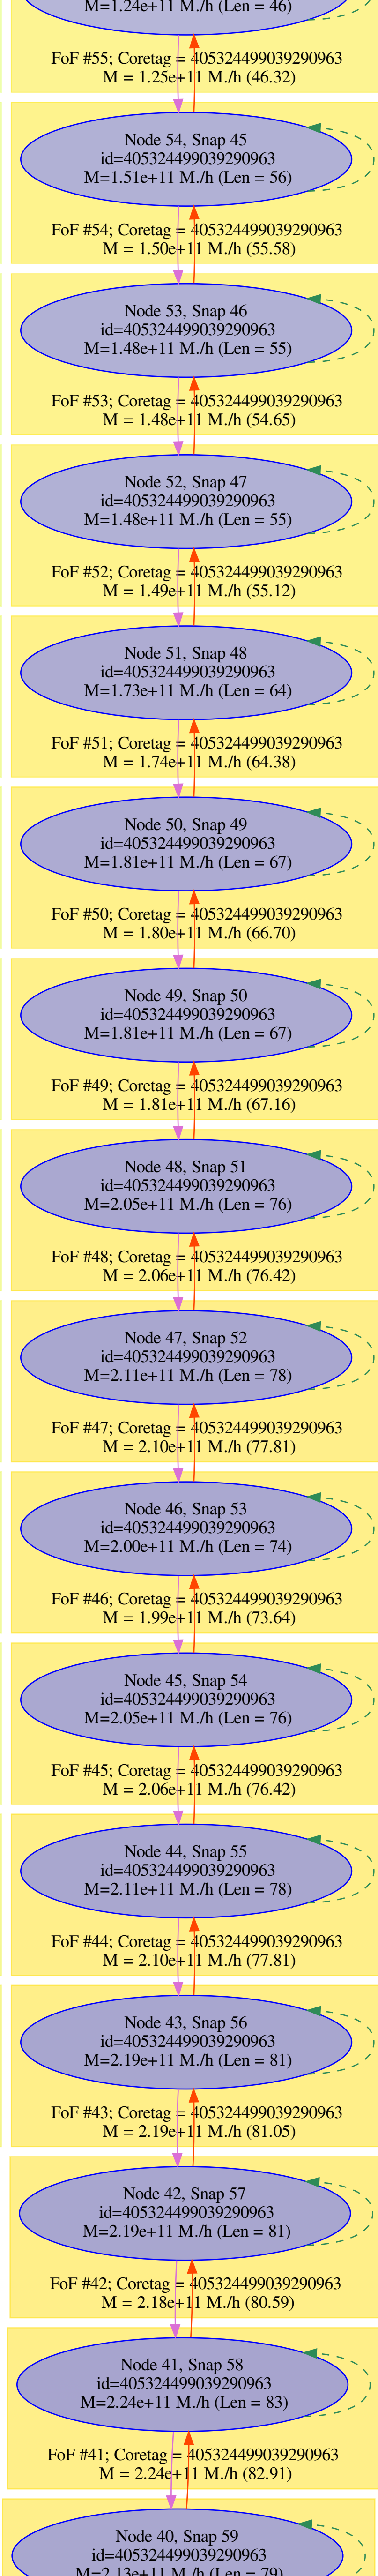 M=1.24e+11 M./h (Len = 46)
FoF #55; Coretag = 405324499039290963
M = 1.25e+11 M./h (46.32)
Node 54, Snap 45
id=405324499039290963
M=1.51e+11 M./h (Len = 56)
FoF #54; Coretag = 405324499039290963
M = 1.50e+11 M./h (55.58)
Node 53, Snap 46
id=405324499039290963
M=1.48e+11 M./h (Len = 55)
FoF #53; Coretag = 405324499039290963
M = 1.48e+11 M./h (54.65)
Node 52, Snap 47
id=405324499039290963
M=1.48e+11 M./h (Len = 55)
FoF #52; Coretag = 405324499039290963
M = 1.49e+11 M./h (55.12)
Node 51, Snap 48
id=405324499039290963
M=1.73e+11 M./h (Len = 64)
FoF #51; Coretag = 405324499039290963
M = 1.74e+11 M./h (64.38)
Node 50, Snap 49
id=405324499039290963
M=1.81e+11 M./h (Len = 67)
FoF #50; Coretag = 405324499039290963
M = 1.80e+11 M./h (66.70)
Node 49, Snap 50
id=405324499039290963
M=1.81e+11 M./h (Len = 67)
FoF #49; Coretag = 405324499039290963
M = 1.81e+11 M./h (67.16)
Node 48, Snap 51
id=405324499039290963
M=2.05e+11 M./h (Len = 76)
FoF #48; Coretag = 405324499039290963
M = 2.06e+11 M./h (76.42)
Node 47, Snap 52
id=405324499039290963
M=2.11e+11 M./h (Len = 78)
FoF #47; Coretag = 405324499039290963
M = 2.10e+11 M./h (77.81)
Node 46, Snap 53
id=405324499039290963
M=2.00e+11 M./h (Len = 74)
FoF #46; Coretag = 405324499039290963
M = 1.99e+11 M./h (73.64)
Node 45, Snap 54
id=405324499039290963
M=2.05e+11 M./h (Len = 76)
FoF #45; Coretag = 405324499039290963
M = 2.06e+11 M./h (76.42)
Node 44, Snap 55
id=405324499039290963
M=2.11e+11 M./h (Len = 78)
FoF #44; Coretag = 405324499039290963
M = 2.10e+11 M./h (77.81)
Node 43, Snap 56
id=405324499039290963
M=2.19e+11 M./h (Len = 81)
FoF #43; Coretag = 405324499039290963
M = 2.19e+11 M./h (81.05)
Node 42, Snap 57
id=405324499039290963
M=2.19e+11 M./h (Len = 81)
FoF #42; Coretag = 405324499039290963
M = 2.18e+11 M./h (80.59)
Node 41, Snap 58
id=405324499039290963
M=2.24e+11 M./h (Len = 83)
FoF #41; Coretag = 405324499039290963
M = 2.24e+11 M./h (82.91)
Node 40, Snap 59
id=405324499039290963
M=2.13e+11 M./h (Len = 79)